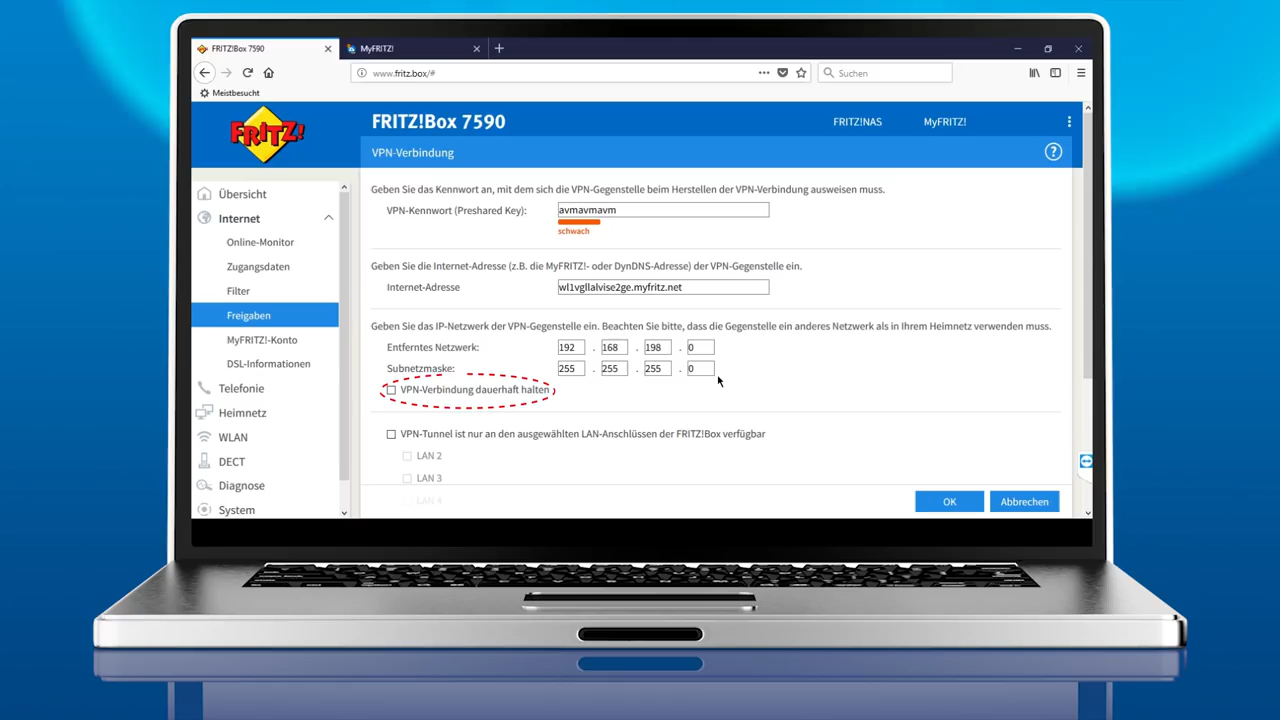 FRITZ!Box 7590
MyFRITZ!
www.fritz.box/#
Suchen
Meistbesucht
FRITZ!
FRITZ!Box 7590
FRITZ!NAS
MyFRITZ!
VPN-Verbindung
?
Übersicht
Internet
Online-Monitor
Zugangsdaten
Filter
Freigaben
MyFRITZ!-Konto
DSL-Informationen
Telefonie
Heimnetz
WLAN
DECT
Diagnose
System
Geben Sie das Kennwort an, mit dem sich die VPN-Gegenstelle beim Herstellen der VPN-Verbindung ausweisen muss.
VPN-Kennwort (Preshared Key): avmavmavm
schwach
Geben Sie die Internet-Adresse (z.B. die MyFRITZ!- oder DynDNS-Adresse) der VPN-Gegenstelle ein.
Internet-Adresse wl1vgllalvise2ge.myfritz.net
Geben Sie das IP-Netzwerk der VPN-Gegenstelle ein. Beachten Sie bitte, dass die Gegenstelle ein anderes Netzwerk als in Ihrem Heimnetz verwenden muss.
Entferntes Netzwerk: 192 . 168 . 198 . 0
Subnetzmaske: 255 . 255 . 255 . 0
VPN-Verbindung dauerhaft halten
VPN-Tunnel ist nur an den ausgewählten LAN-Anschlüssen der FRITZ!Box verfügbar
LAN 2
LAN 3
LAN 4
OK
Abbrechen